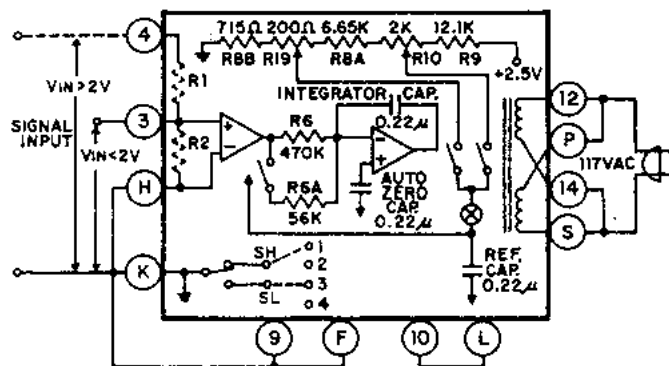 715Ω 200Ω 6.65K 2K 12.1K
R8B R19 R8A R10 R9
+2.5V
4
R1
VIN>2V
INTEGRATOR CAP.
0.22μ
12
3
SIGNAL INPUT
VIN<2V
R2
+
-
R6
470K
-
+
P
117VAC
H
R6A
56K
AUTO ZERO CAP.
0.22μ
14
S
K
SH
1
2
SL
3
4
REF. CAP.
0.22μ
9
F
10
L